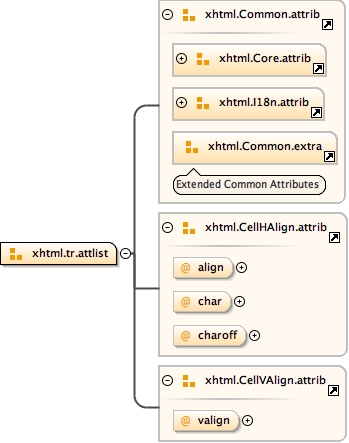 xhtml.Common.attrib
xhtml.Core.attrib
xhtml.I18n.attrib
xhtml.Common.extra
Extended Common Attributes
xhtml.CellHAlign.attrib
xhtml.tr.attlist
@ align
@ char
@ charoff
xhtml.CellVAlign.attrib
@ valign